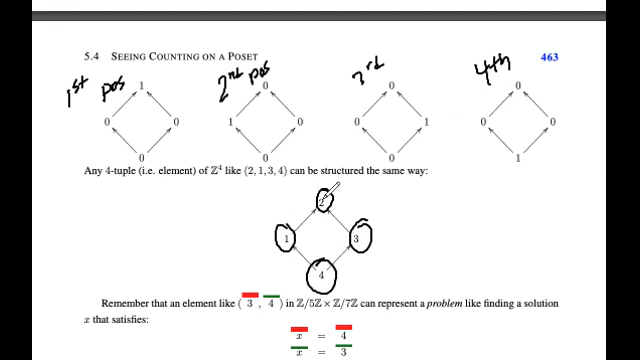 5.4 SEEING COUNTING ON A POSET 463
1st pos 2nd pos 3rd 4th
1 0 0 0
0 0 1 0 0 1 0 0
0 0 0 1
Any 4-tuple (i.e. element) of ℤ⁴ like (2, 1, 3, 4) can be structured the same way:
2
1 3
4
Remember that an element like (3, 4) in ℤ/5ℤ × ℤ/7ℤ can represent a problem like finding a solution
x that satisfies:
x = 4
x = 3